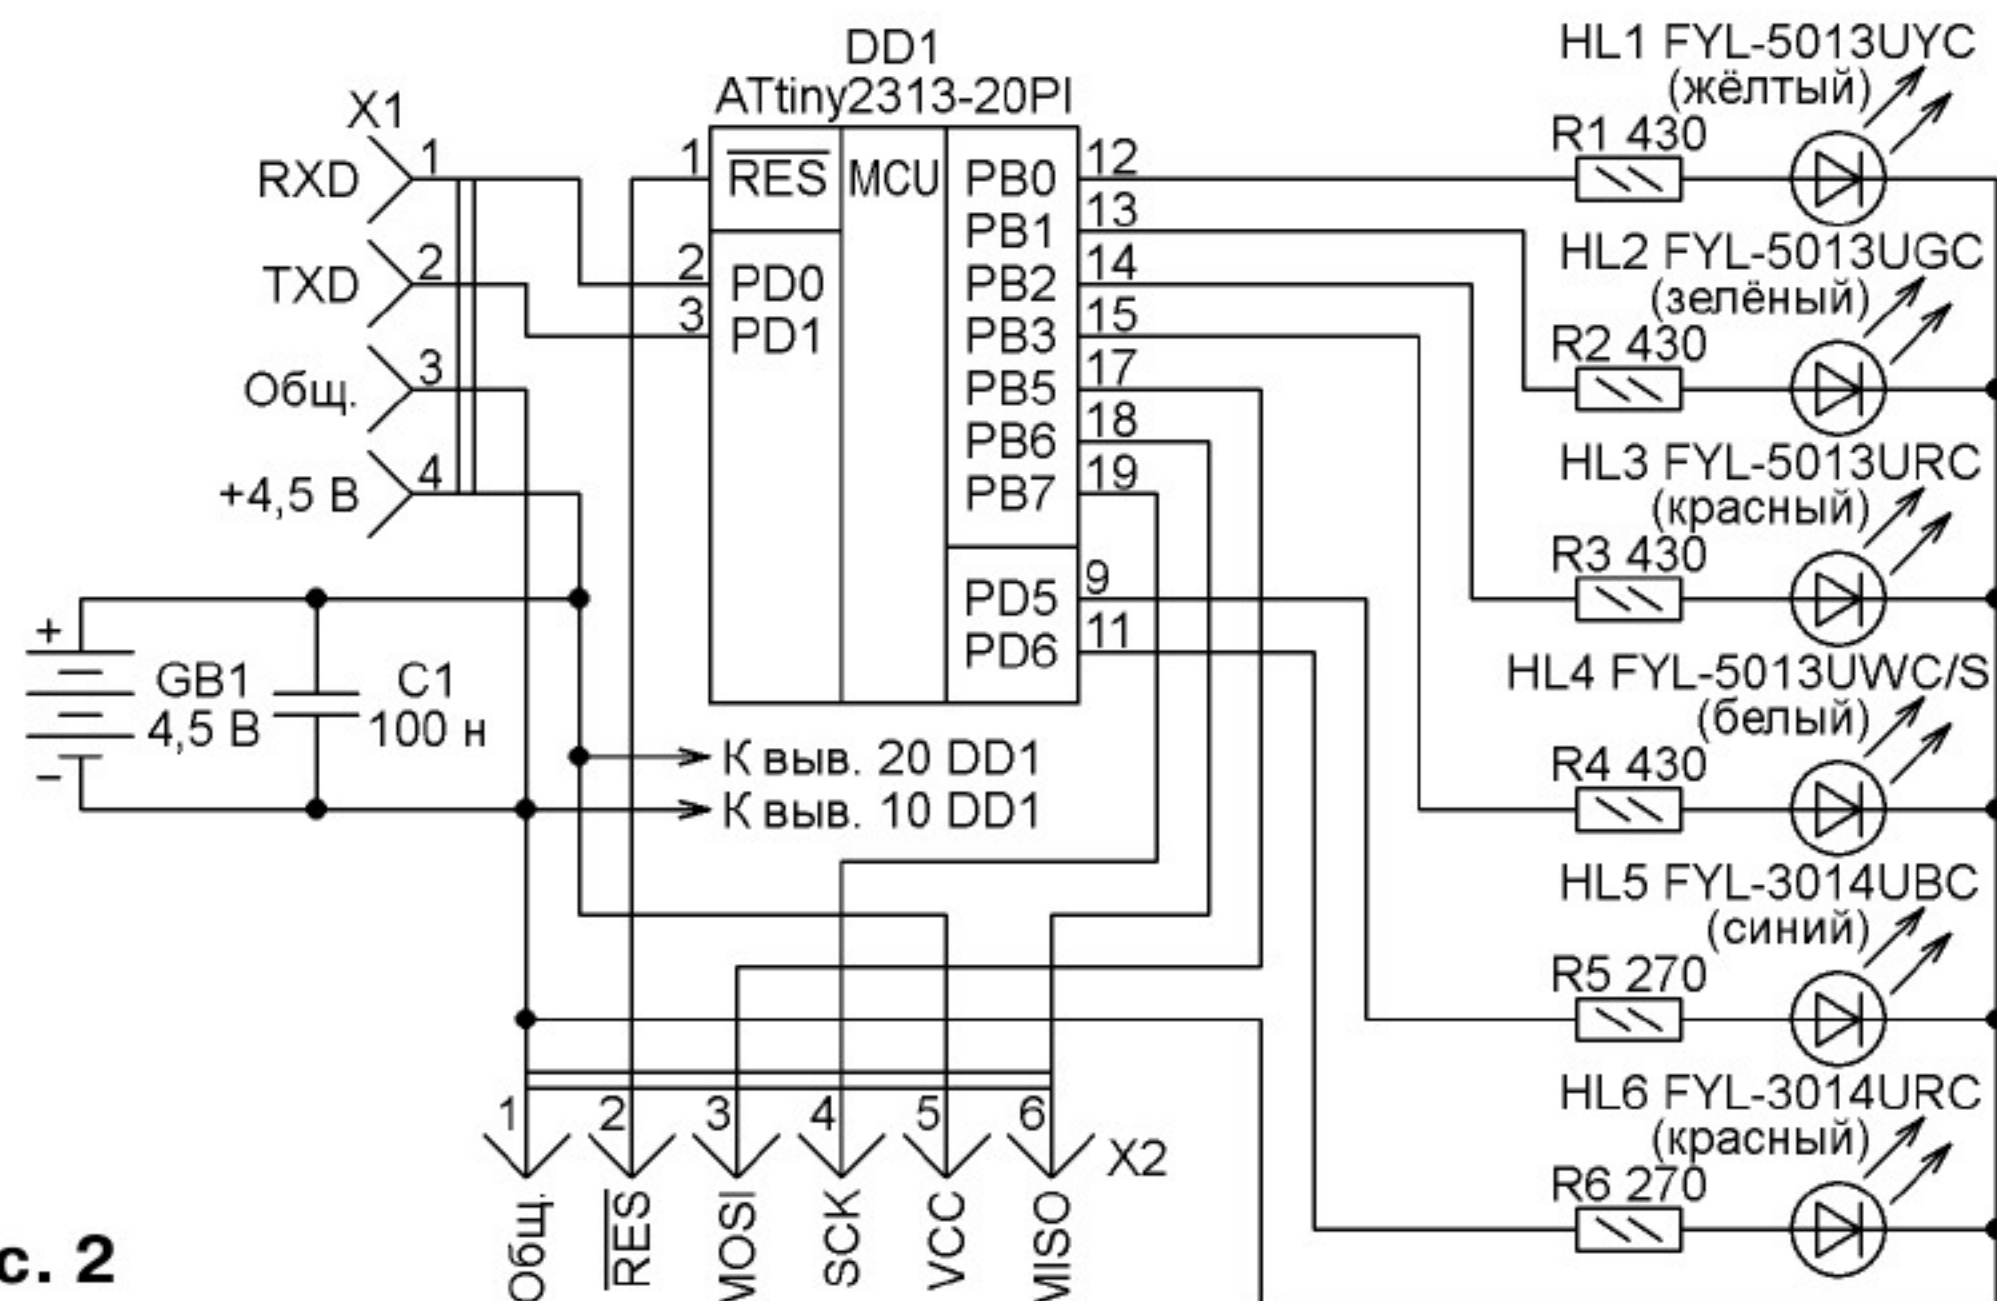 DD1
ATtiny2313-20PI
X1
RXD
1
TXD
2
Общ.
3
+4,5 В
4
1
RES
MCU
2
PD0
3
PD1
PB0
12
PB1
13
PB2
14
PB3
15
PB5
17
PB6
18
PB7
19
PD5
9
PD6
11
HL1 FYL-5013UYC
(жёлтый)
R1 430
HL2 FYL-5013UGC
(зелёный)
R2 430
HL3 FYL-5013URC
(красный)
R3 430
HL4 FYL-5013UWC/S
(белый)
R4 430
HL5 FYL-3014UBC
(синий)
R5 270
HL6 FYL-3014URC
(красный)
R6 270
+
GB1
4,5 В
−
C1
100 н
К выв. 20 DD1
К выв. 10 DD1
1
2
3
4
5
6
X2
Общ.
RES
MOSI
SCK
VCC
MISO
с. 2